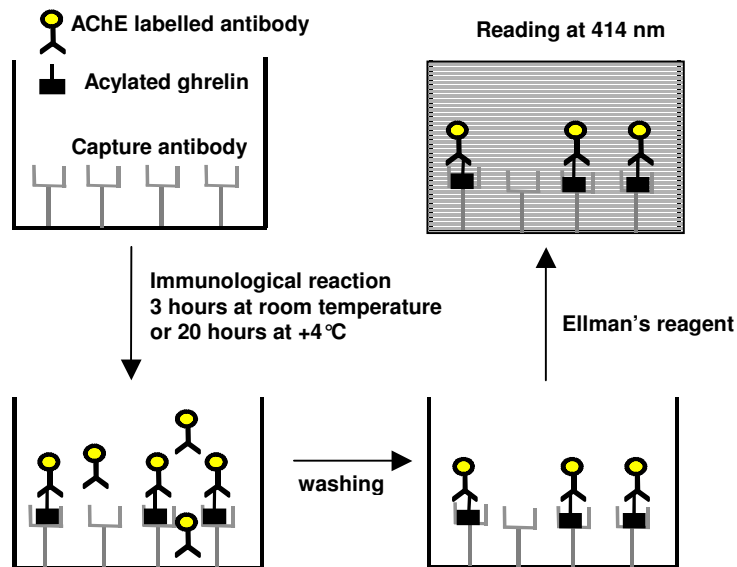 AChE labelled antibody
Acylated ghrelin
Capture antibody
Reading at 414 nm
Immunological reaction
3 hours at room temperature
or 20 hours at +4°C
Ellman's reagent
washing